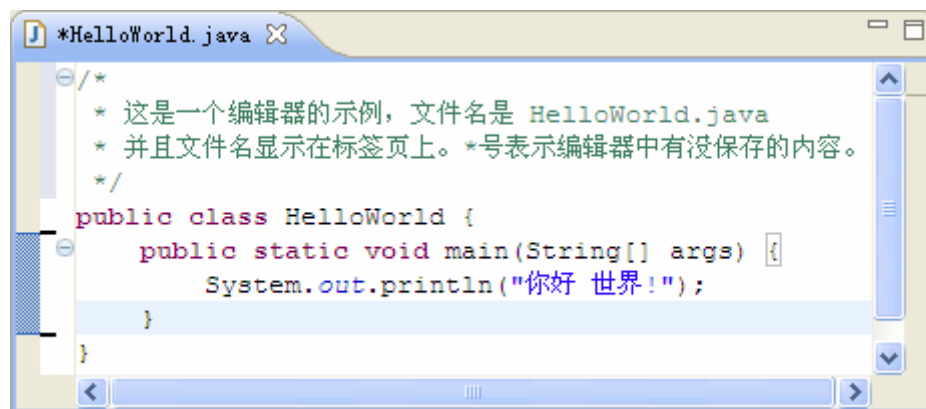 *HelloWorld.java
/*
 * 这是一个编辑器的示例，文件名是 HelloWorld.java
 * 并且文件名显示在标签页上。*号表示编辑器中有没保存的内容。
 */
public class HelloWorld {
    public static void main(String[] args) {
        System.out.println("你好 世界!");
    }
}